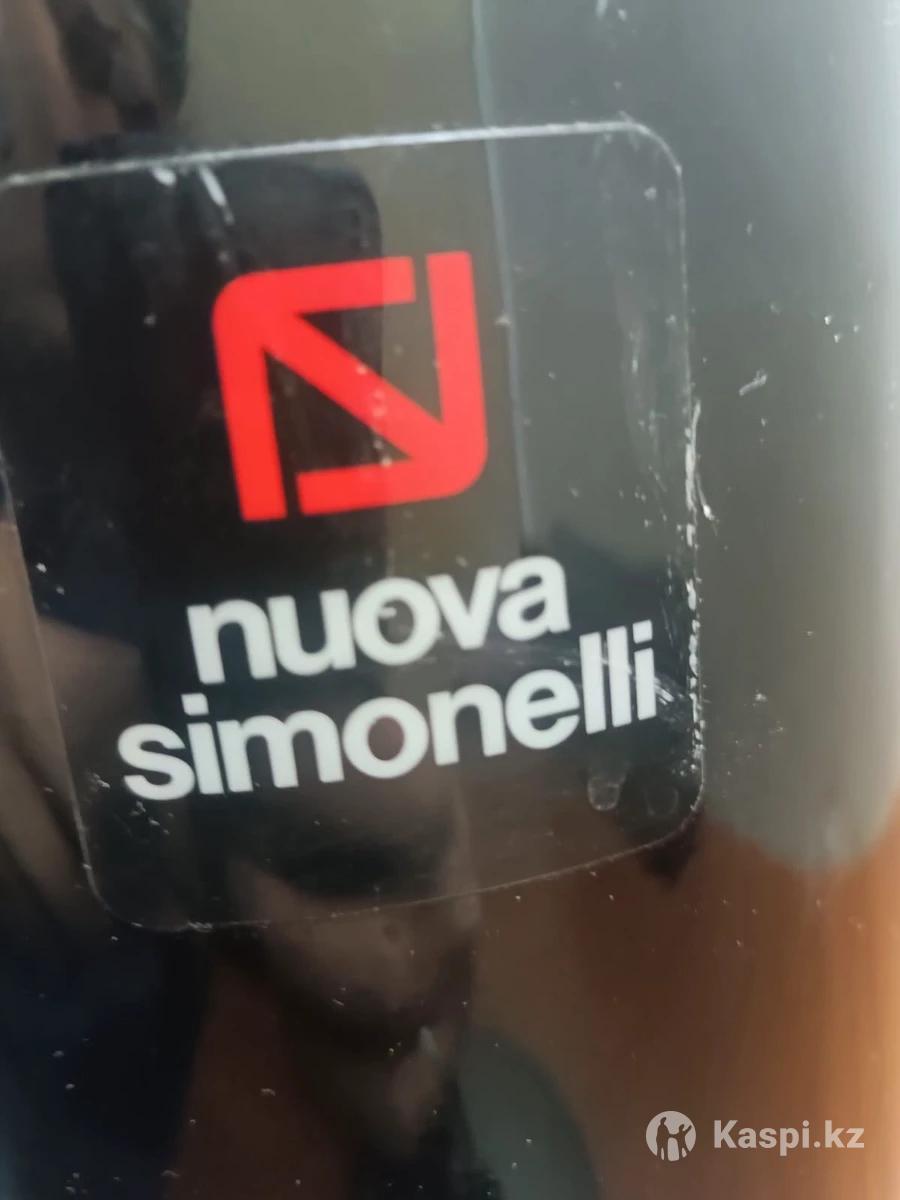 nuova
simonelli
Kaspi.kz